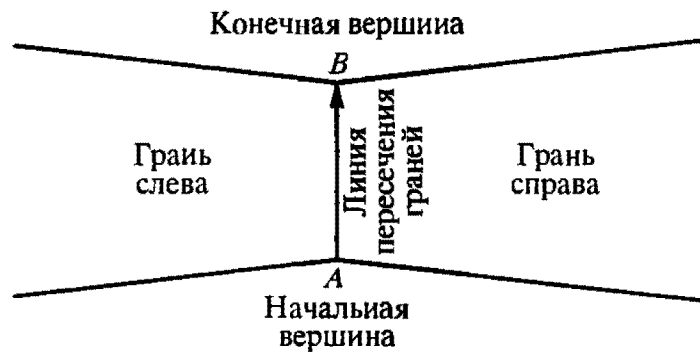 Конечная вершииа
B
Граиь
слева
Линия
пересечения
граней
Грань
справа
A
Начальиая
вершина